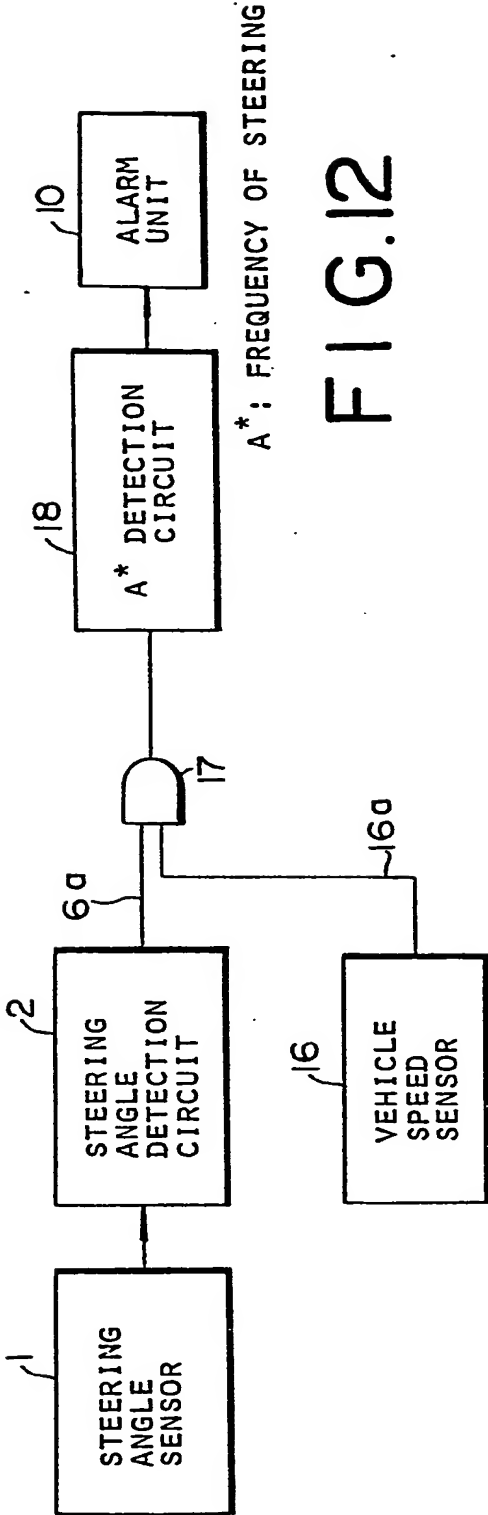 1
STEERING
ANGLE
SENSOR
2
STEERING
ANGLE
DETECTION
CIRCUIT
6a
16
VEHICLE
SPEED
SENSOR
16a
17
18
A* DETECTION
CIRCUIT
10
ALARM
UNIT
A*: FREQUENCY OF STEERING
FIG.12